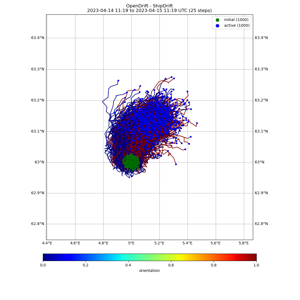 OpenDrift - ShipDrift
2023-04-14 11:19 to 2023-04-15 11:19 UTC (25 steps)
initial (1000)
active (1000)
63.4°N 63.4°N
63.3°N 63.3°N
63.2°N 63.2°N
63.1°N 63.1°N
63°N 63°N
62.9°N 62.9°N
62.8°N 62.8°N
4.4°E 4.6°E 4.8°E 5°E 5.2°E 5.4°E 5.6°E 5.8°E
0.0 0.2 0.4 0.6 0.8 1.0
orientation